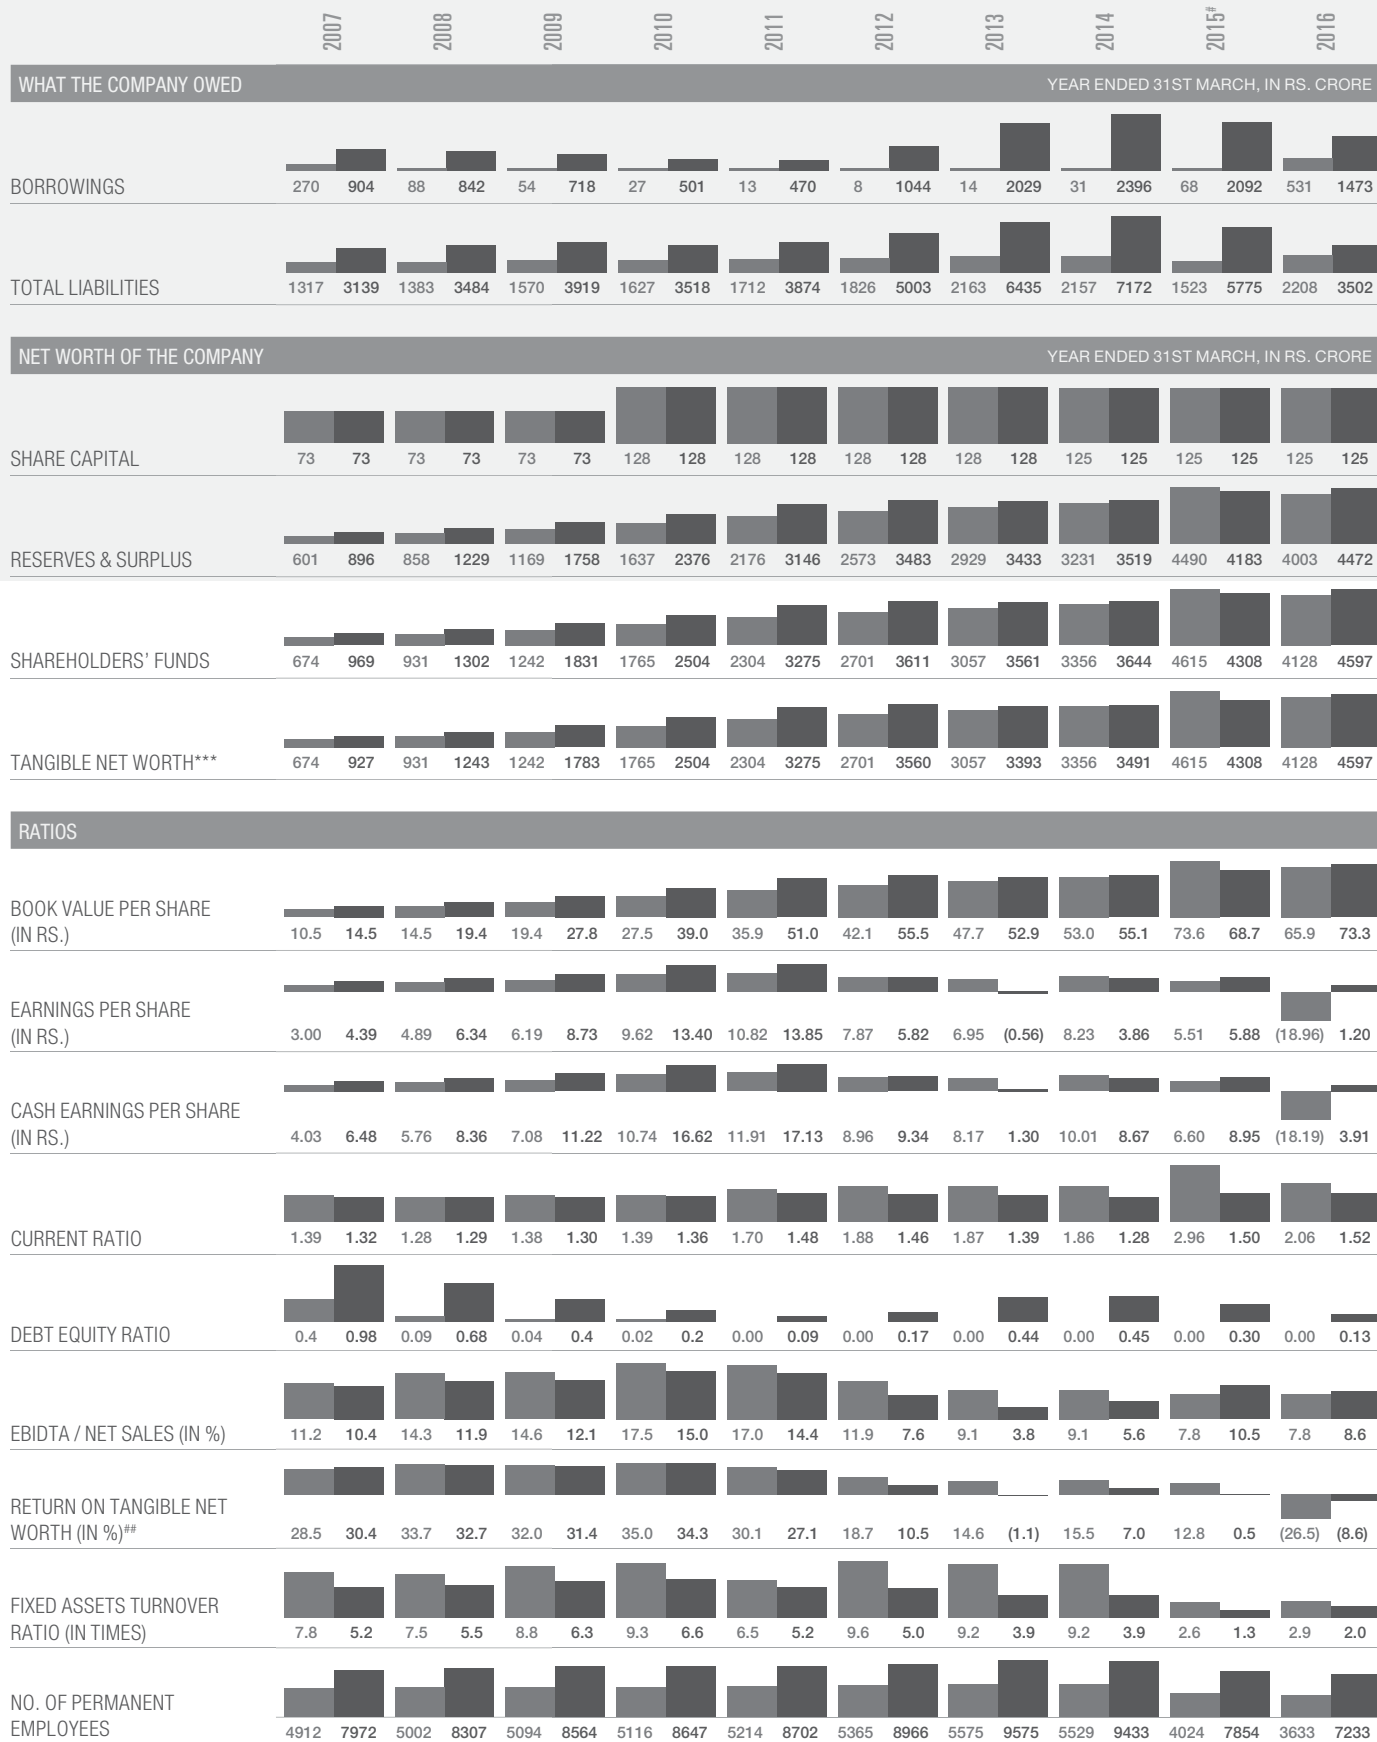 2007 2008 2009 2010 2011 2012 2013 2014 2015# 2016
WHAT THE COMPANY OWED YEAR ENDED 31ST MARCH, IN RS. CRORE
BORROWINGS 270 904 88 842 54 718 27 501 13 470 8 1044 14 2029 31 2396 68 2092 531 1473
TOTAL LIABILITIES 1317 3139 1383 3484 1570 3919 1627 3518 1712 3874 1826 5003 2163 6435 2157 7172 1523 5775 2208 3502
NET WORTH OF THE COMPANY YEAR ENDED 31ST MARCH, IN RS. CRORE
SHARE CAPITAL 73 73 73 73 73 73 128 128 128 128 128 128 128 128 125 125 125 125 125 125
RESERVES & SURPLUS 601 896 858 1229 1169 1758 1637 2376 2176 3146 2573 3483 2929 3433 3231 3519 4490 4183 4003 4472
SHAREHOLDERS' FUNDS 674 969 931 1302 1242 1831 1765 2504 2304 3275 2701 3611 3057 3561 3356 3644 4615 4308 4128 4597
TANGIBLE NET WORTH*** 674 927 931 1243 1242 1783 1765 2504 2304 3275 2701 3560 3057 3393 3356 3491 4615 4308 4128 4597
RATIOS
BOOK VALUE PER SHARE
(IN RS.) 10.5 14.5 14.5 19.4 19.4 27.8 27.5 39.0 35.9 51.0 42.1 55.5 47.7 52.9 53.0 55.1 73.6 68.7 65.9 73.3
EARNINGS PER SHARE
(IN RS.) 3.00 4.39 4.89 6.34 6.19 8.73 9.62 13.40 10.82 13.85 7.87 5.82 6.95 (0.56) 8.23 3.86 5.51 5.88 (18.96) 1.20
CASH EARNINGS PER SHARE
(IN RS.) 4.03 6.48 5.76 8.36 7.08 11.22 10.74 16.62 11.91 17.13 8.96 9.34 8.17 1.30 10.01 8.67 6.60 8.95 (18.19) 3.91
CURRENT RATIO 1.39 1.32 1.28 1.29 1.38 1.30 1.39 1.36 1.70 1.48 1.88 1.46 1.87 1.39 1.86 1.28 2.96 1.50 2.06 1.52
DEBT EQUITY RATIO 0.4 0.98 0.09 0.68 0.04 0.4 0.02 0.2 0.00 0.09 0.00 0.17 0.00 0.44 0.00 0.45 0.00 0.30 0.00 0.13
EBIDTA / NET SALES (IN %) 11.2 10.4 14.3 11.9 14.6 12.1 17.5 15.0 17.0 14.4 11.9 7.6 9.1 3.8 9.1 5.6 7.8 10.5 7.8 8.6
RETURN ON TANGIBLE NET
WORTH (IN %)## 28.5 30.4 33.7 32.7 32.0 31.4 35.0 34.3 30.1 27.1 18.7 10.5 14.6 (1.1) 15.5 7.0 12.8 0.5 (26.5) (8.6)
FIXED ASSETS TURNOVER
RATIO (IN TIMES) 7.8 5.2 7.5 5.5 8.8 6.3 9.3 6.6 6.5 5.2 9.6 5.0 9.2 3.9 9.2 3.9 2.6 1.3 2.9 2.0
NO. OF PERMANENT
EMPLOYEES 4912 7972 5002 8307 5094 8564 5116 8647 5214 8702 5365 8966 5575 9575 5529 9433 4024 7854 3633 7233